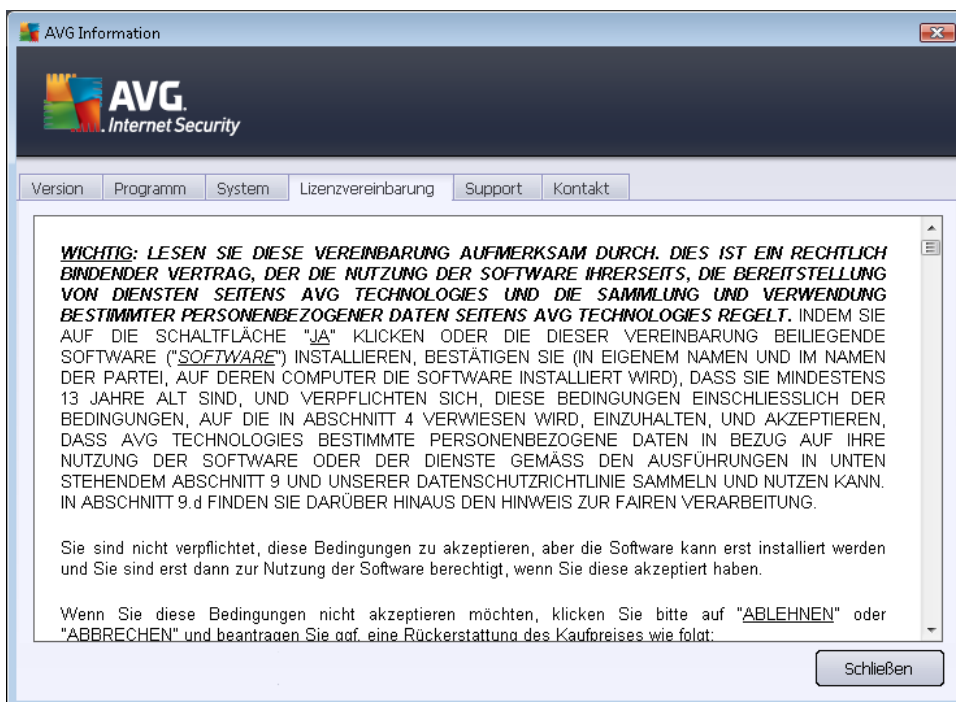 AVG Information
AVG.
Internet Security
Version Programm System Lizenzvereinbarung Support Kontakt
WICHTIG: LESEN SIE DIESE VEREINBARUNG AUFMERKSAM DURCH. DIES IST EIN RECHTLICH
BINDENDER VERTRAG, DER DIE NUTZUNG DER SOFTWARE IHRERSEITS, DIE BEREITSTELLUNG
VON DIENSTEN SEITENS AVG TECHNOLOGIES UND DIE SAMMLUNG UND VERWENDUNG
BESTIMMTER PERSONENBEZOGENER DATEN SEITENS AVG TECHNOLOGIES REGELT. INDEM SIE
AUF DIE SCHALTFLÄCHE "JA" KLICKEN ODER DIE DIESER VEREINBARUNG BEILIEGENDE
SOFTWARE ("SOFTWARE") INSTALLIEREN, BESTÄTIGEN SIE (IN EIGENEM NAMEN UND IM NAMEN
DER PARTEI, AUF DEREN COMPUTER DIE SOFTWARE INSTALLIERT WIRD), DASS SIE MINDESTENS
13 JAHRE ALT SIND, UND VERPFLICHTEN SICH, DIESE BEDINGUNGEN EINSCHLIESSLICH DER
BEDINGUNGEN, AUF DIE IN ABSCHNITT 4 VERWIESEN WIRD, EINZUHALTEN, UND AKZEPTIEREN,
DASS AVG TECHNOLOGIES BESTIMMTE PERSONENBEZOGENE DATEN IN BEZUG AUF IHRE
NUTZUNG DER SOFTWARE ODER DER DIENSTE GEMÄSS DEN AUSFÜHRUNGEN IN UNTEN
STEHENDEM ABSCHNITT 9 UND UNSERER DATENSCHUTZRICHTLINIE SAMMELN UND NUTZEN KANN.
IN ABSCHNITT 9.d FINDEN SIE DARÜBER HINAUS DEN HINWEIS ZUR FAIREN VERARBEITUNG.
Sie sind nicht verpflichtet, diese Bedingungen zu akzeptieren, aber die Software kann erst installiert werden
und Sie sind erst dann zur Nutzung der Software berechtigt, wenn Sie diese akzeptiert haben.
Wenn Sie diese Bedingungen nicht akzeptieren möchten, klicken Sie bitte auf "ABLEHNEN" oder
"ABBRECHEN" und beantragen Sie ggf. eine Rückerstattung des Kaufpreises wie folgt:
Schließen